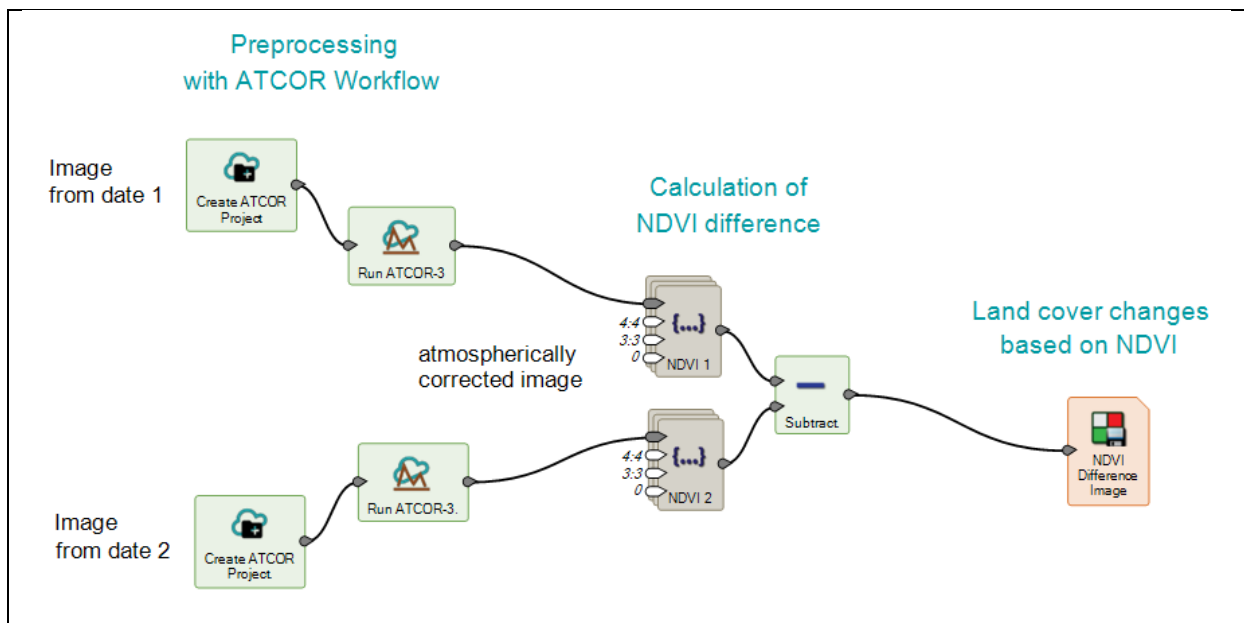 Preprocessing
with ATCOR Workflow
Image
from date 1
Create ATCOR
Project
Run ATCOR-3
Calculation of
NDVI difference
4:4
3:3
0
{...}
NDVI 1
atmospherically
corrected image
Land cover changes
based on NDVI
Subtract.
NDVI
Difference
Image
Image
from date 2
Create ATCOR
Project.
Run ATCOR-3.
4:4
3:3
0
{...}
NDVI 2